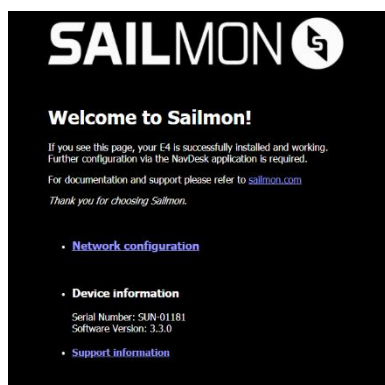 SAILMON
Welcome to Sailmon!
If you see this page, your E4 is successfully installed and working.
Further configuration via the NavDesk application is required.
For documentation and support please refer to sailmon.com
Thank you for choosing Sailmon.
Network configuration
Device information
Serial Number: SUN-01181
Software Version: 3.3.0
Support information